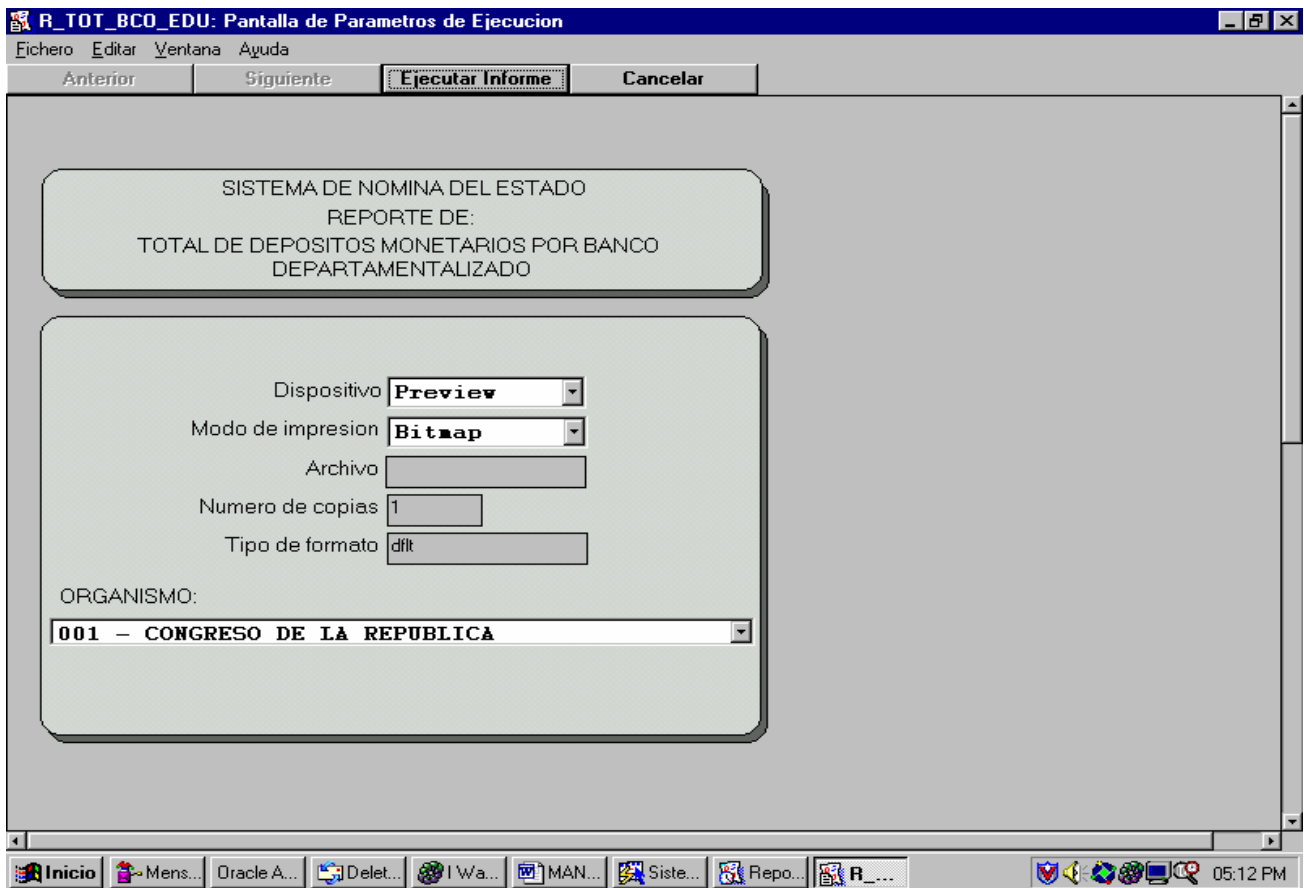 R_TOT_BCO_EDU: Pantalla de Parametros de Ejecucion
Fichero Editar Ventana Ayuda
Anterior Siguiente Ejecutar Informe Cancelar
SISTEMA DE NOMINA DEL ESTADO
REPORTE DE:
TOTAL DE DEPOSITOS MONETARIOS POR BANCO
DEPARTAMENTALIZADO
Dispositivo Preview
Modo de impresion Bitmap
Archivo
Numero de copias 1
Tipo de formato dflt
ORGANISMO:
001 - CONGRESO DE LA REPUBLICA
Inicio Mens... Oracle A... Delet... I Wa... MAN... Siste... Repo... R_... 05:12 PM